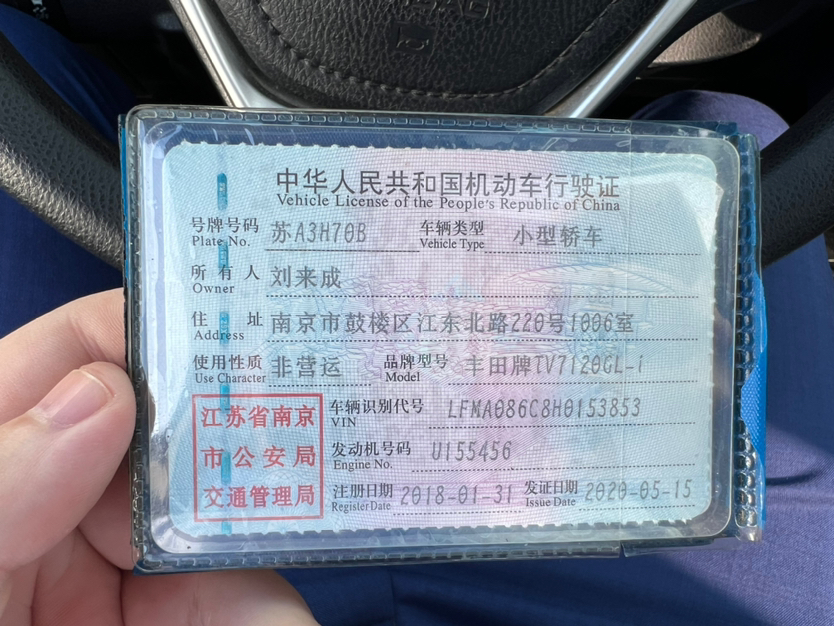 中华人民共和国机动车行驶证
Vehicle License of the People's Republic of China
号牌号码 苏A3H70B 车辆类型 小型轿车
Plate No. Vehicle Type
所有人 刘来成
Owner
住址 南京市鼓楼区江东北路220号1006室
Address
使用性质 非营运 品牌型号 丰田牌TV7120GL-i
Use Character Model
江苏省南京
市公安局
交通管理局
车辆识别代号 LFMA086C8H0153853
VIN
发动机号码 U155456
Engine No.
注册日期 2018-01-31 发证日期 2020-05-15
Register Date Issue Date